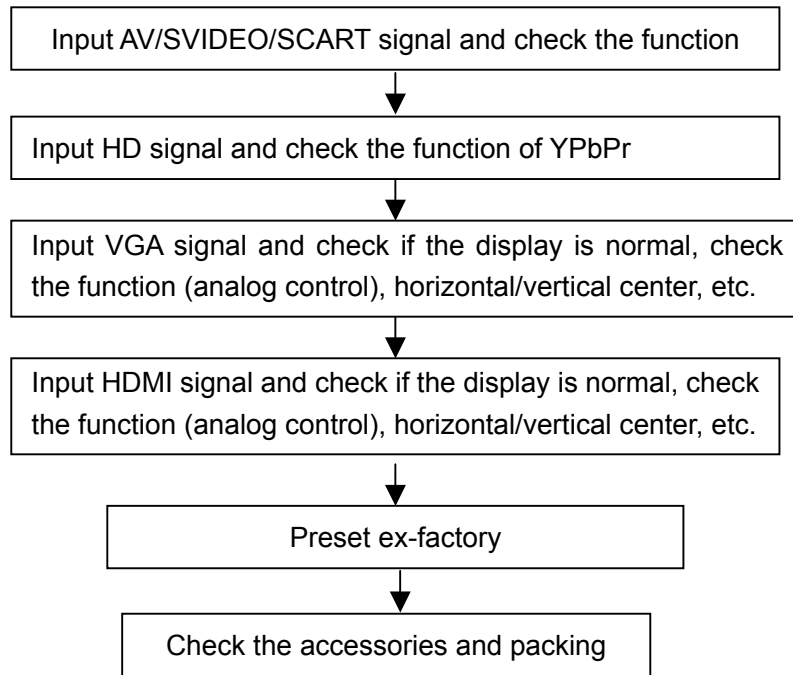 Input AV/SVIDEO/SCART signal and check the function
Input HD signal and check the function of YPbPr
Input VGA signal and check if the display is normal, check
the function (analog control), horizontal/vertical center, etc.
Input HDMI signal and check if the display is normal, check
the function (analog control), horizontal/vertical center, etc.
Preset ex-factory
Check the accessories and packing